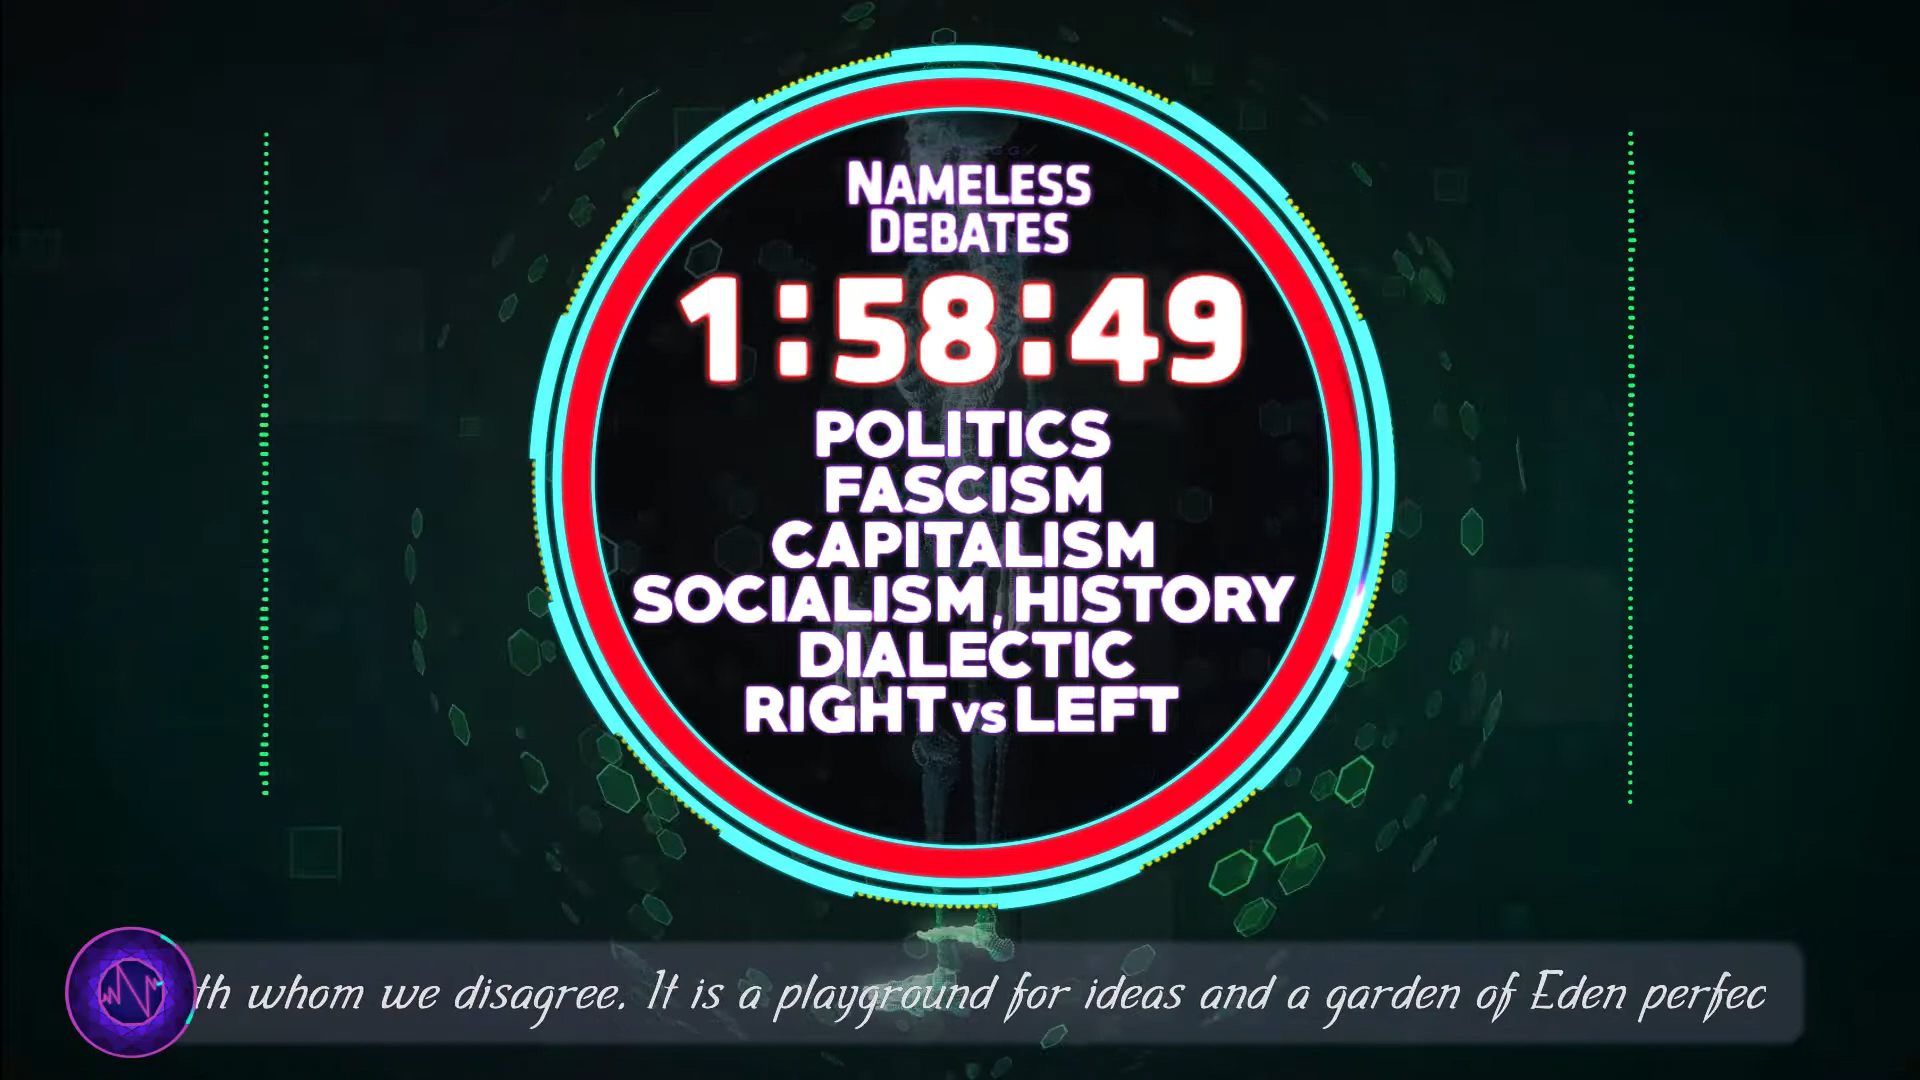 NAMELESS
DEBATES
1:58:49
POLITICS
FASCISM
CAPITALISM
SOCIALISM, HISTORY
DIALECTIC
RIGHT vs LEFT
th whom we disagree. It is a playground for ideas and a garden of Eden perfec